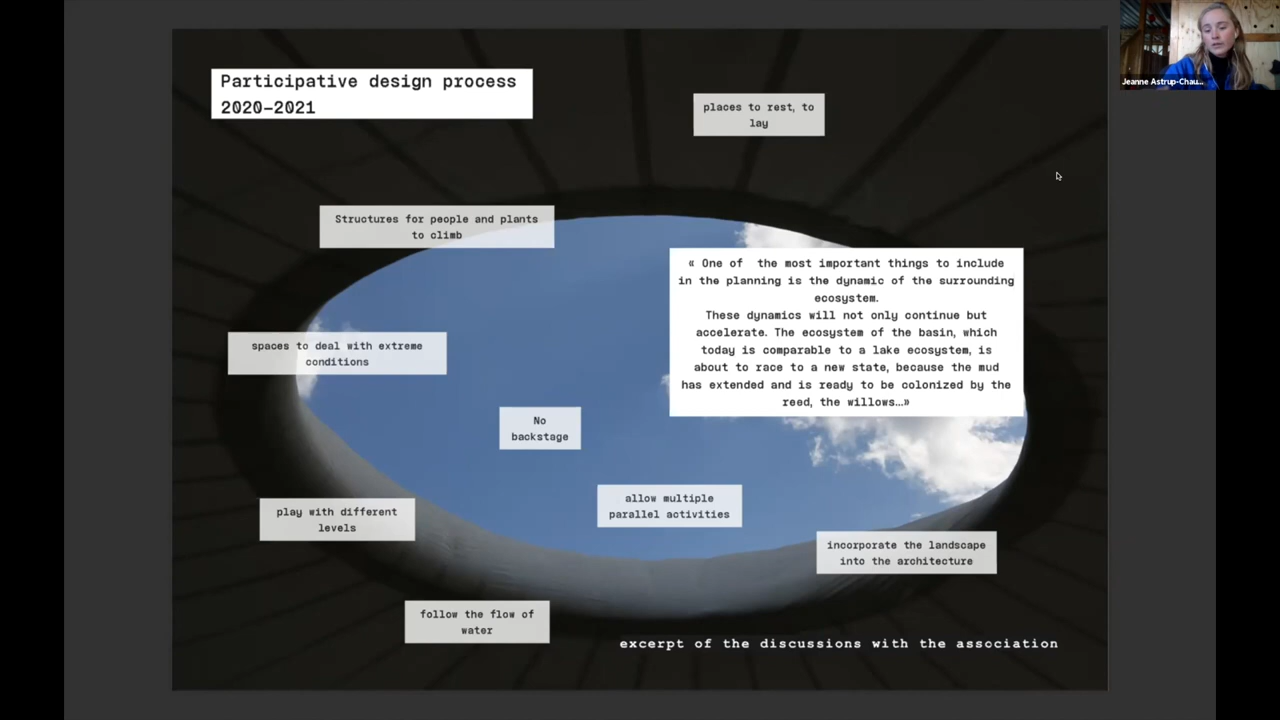 Participative design process
2020-2021
places to rest, to
lay
Structures for people and plants
to climb
« One of  the most important things to include
in the planning is the dynamic of the surrounding
ecosystem.
These dynamics will not only continue but
accelerate. The ecosystem of the basin, which
today is comparable to a lake ecosystem, is
about to race to a new state, because the mud
has extended and is ready to be colonized by the
reed, the willows…»
spaces to deal with extreme
conditions
No
backstage
allow multiple
parallel activities
play with different
levels
incorporate the landscape
into the architecture
follow the flow of
water
excerpt of the discussions with the association
Jeanne Astrup-Chau...